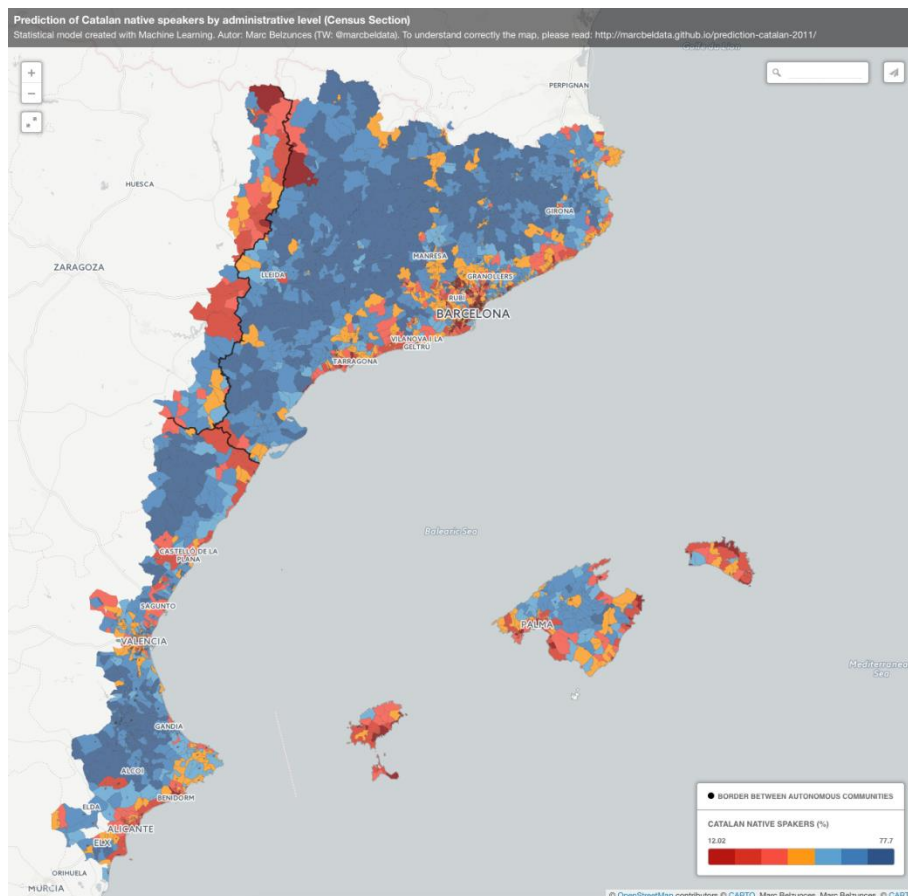 Prediction of Catalan native speakers by administrative level (Census Section)
Statistical model created with Machine Learning. Autor: Marc Belzunces (TW: @marcbeldata). To understand correctly the map, please read: http://marcbeldata.github.io/prediction-catalan-2011/
+
−
PERPIGNAN
HUESCA
GIRONA
ZARAGOZA
MANRESA
LLEIDA
GRANOLLERS
RUBÍ
BARCELONA
VILANOVA I LA
GELTRÚ
TARRAGONA
Balearic Sea
CASTELLÓ DE LA
PLANA
SAGUNTO
PALMA
VALENCIA
Mediterranean
Sea
GANDIA
ALCOI
BENIDORM
ELDA
ALICANTE
ELX
ORIHUELA
MURCIA
BORDER BETWEEN AUTONOMOUS COMMUNITIES
CATALAN NATIVE SPAKERS (%)
12.02 77.7
© OpenStreetMap contributors © CARTO, Marc Belzunces, Marc Belzunces, © CART